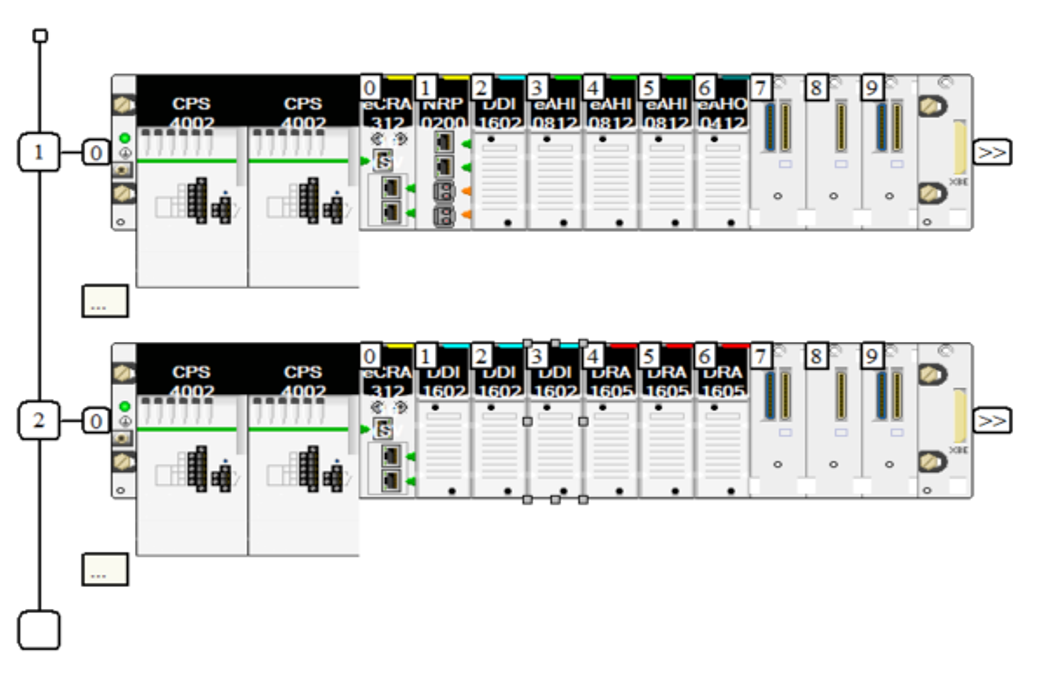 0 1 2 3 4 5 6 7 8 9
CPS CPS eCRA NRP DDI eAHI eAHI eAHI eAHO
4002 4002 312 0200 1602 0812 0812 0812 0412
1 0 >>
XBE
...
0 1 2 3 4 5 6 7 8 9
CPS CPS eCRA DDI DDI DDI DRA DRA DRA
4002 4002 312 1602 1602 1602 1605 1605 1605
2 0 >>
XBE
...